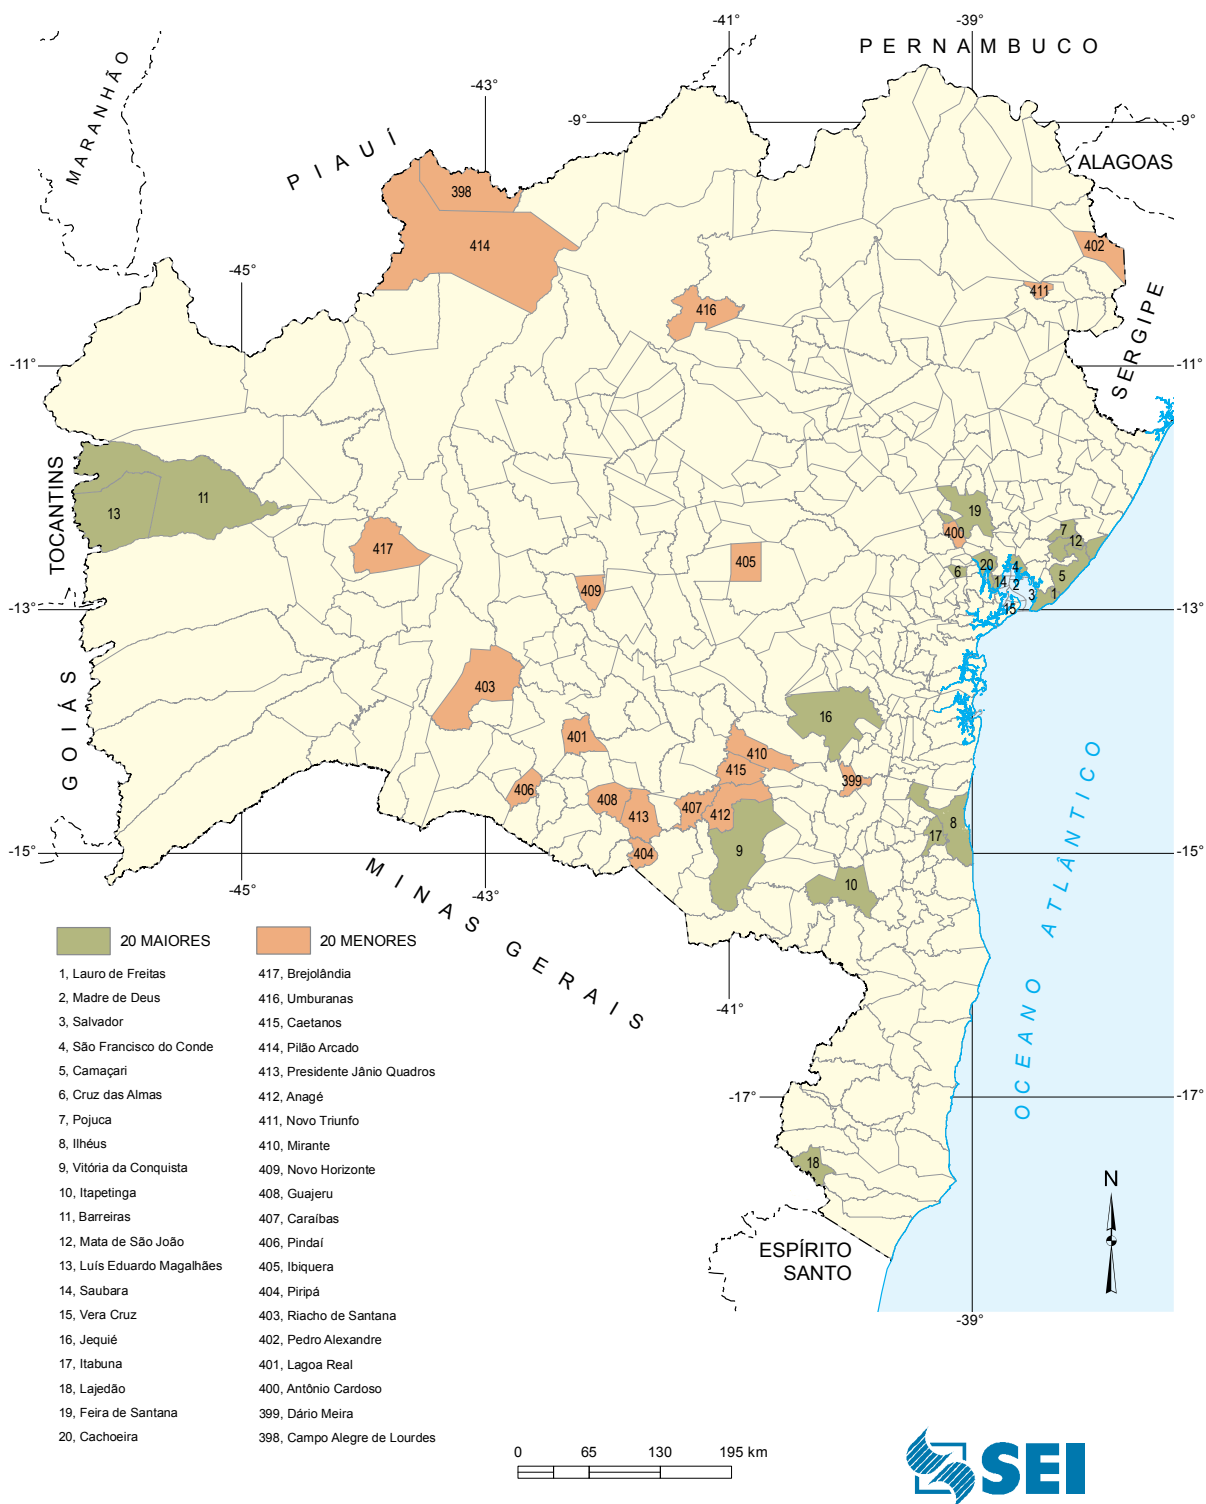 -41°
-39°
PERNAMBUCO
MARANHÃO
-43°
PIAUÍ
-9°
-9°
ALAGOAS
398
414
402
411
416
SERGIPE
-45°
-11°
-11°
TOCANTINS
13
11
19
400
7
12
417
405
409
6
20
4
14
2
3
5
1
15
-13°
-13°
GOIÁS
403
16
401
410
415
399
406
408
413
407
412
404
8
17
9
10
OCEANO ATLÂNTICO
-15°
-15°
-45°
-43°
MINAS GERAIS
-41°
-17°
-17°
18
ESPÍRITO
SANTO
N
-39°
20 MAIORES
1, Lauro de Freitas
2, Madre de Deus
3, Salvador
4, São Francisco do Conde
5, Camaçari
6, Cruz das Almas
7, Pojuca
8, Ilhéus
9, Vitória da Conquista
10, Itapetinga
11, Barreiras
12, Mata de São João
13, Luís Eduardo Magalhães
14, Saubara
15, Vera Cruz
16, Jequié
17, Itabuna
18, Lajedão
19, Feira de Santana
20, Cachoeira
20 MENORES
417, Brejolândia
416, Umburanas
415, Caetanos
414, Pilão Arcado
413, Presidente Jânio Quadros
412, Anagé
411, Novo Triunfo
410, Mirante
409, Novo Horizonte
408, Guajeru
407, Caraíbas
406, Pindaí
405, Ibiquera
404, Piripá
403, Riacho de Santana
402, Pedro Alexandre
401, Lagoa Real
400, Antônio Cardoso
399, Dário Meira
398, Campo Alegre de Lourdes
0 65 130 195 km
SEI